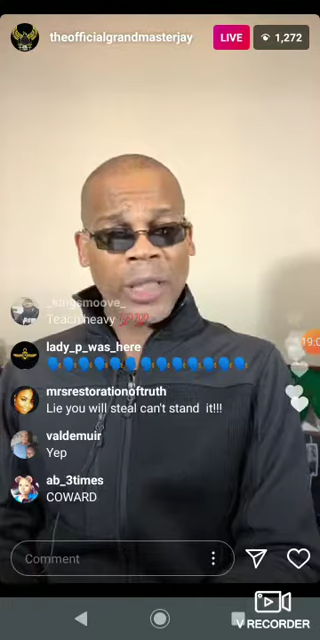 theofficialgrandmasterjay
LIVE
1,272
_kingsmoove_
Teach heavy 💯💯
lady_p_was_here
🗣🗣🗣🗣🗣🗣🗣🗣🗣🗣🗣🗣🗣
mrsrestorationoftruth
Lie you will steal can't stand it!!!
valdemuir
Yep
ab_3times
COWARD
Comment
V RECORDER